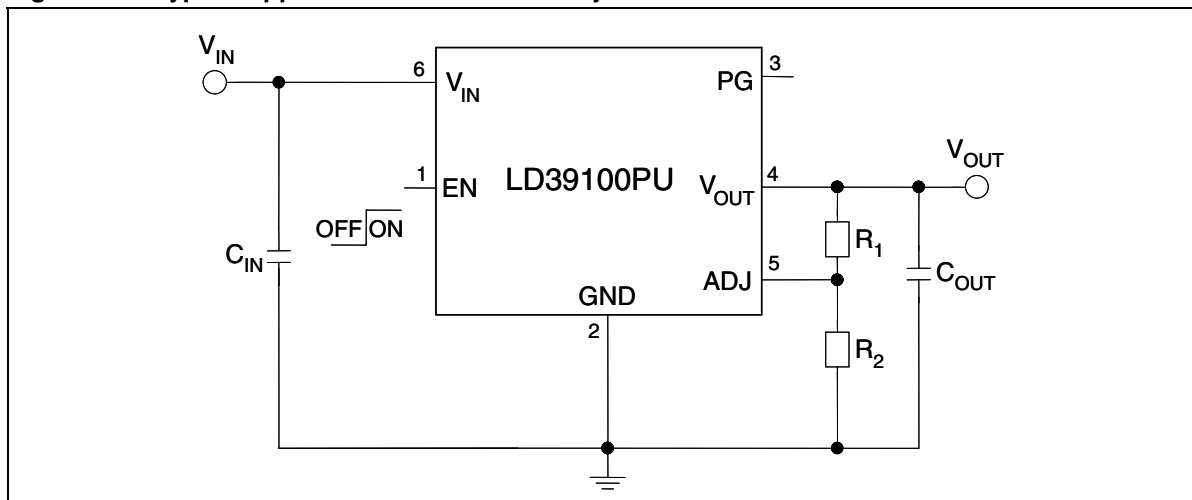 V_IN
6
V_IN
PG
3
1
EN
LD39100PU
V_OUT
4
V_OUT
OFF ON
C_IN
R_1
ADJ
5
C_OUT
GND
2
R_2